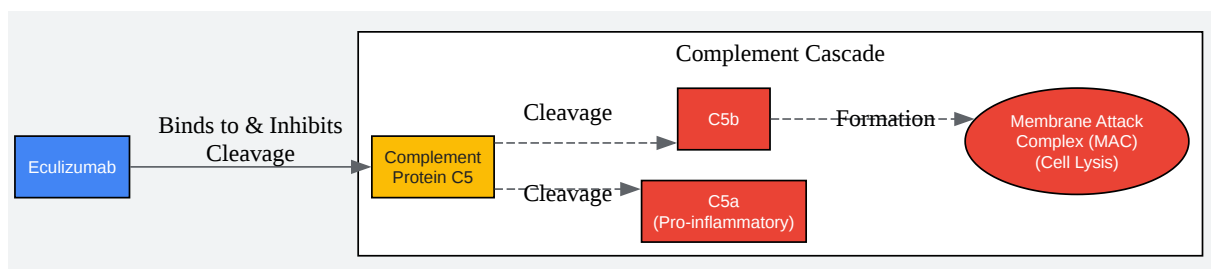 Complement Cascade
Binds to & Inhibits
Cleavage
Eculizumab
Complement
Protein C5
Cleavage
C5b
Formation
Membrane Attack
Complex (MAC)
(Cell Lysis)
Cleavage
C5a
(Pro-inflammatory)